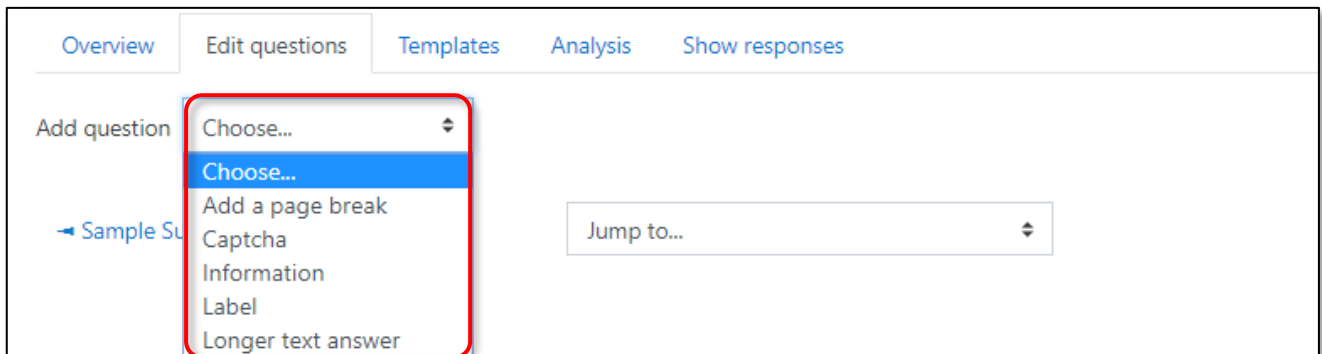 Overview Edit questions Templates Analysis Show responses
Add question Choose...
Choose...
Add a page break
Sample Su Jump to...
Captcha
Information
Label
Longer text answer